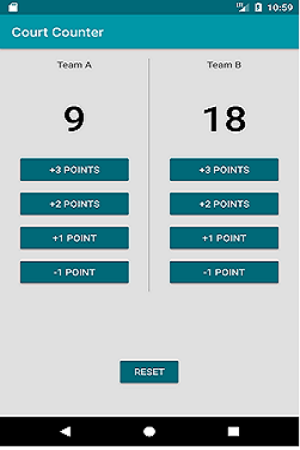 10:59
Court Counter
Team A
Team B
9
18
+3 POINTS
+3 POINTS
+2 POINTS
+2 POINTS
+1 POINT
+1 POINT
-1 POINT
-1 POINT
RESET